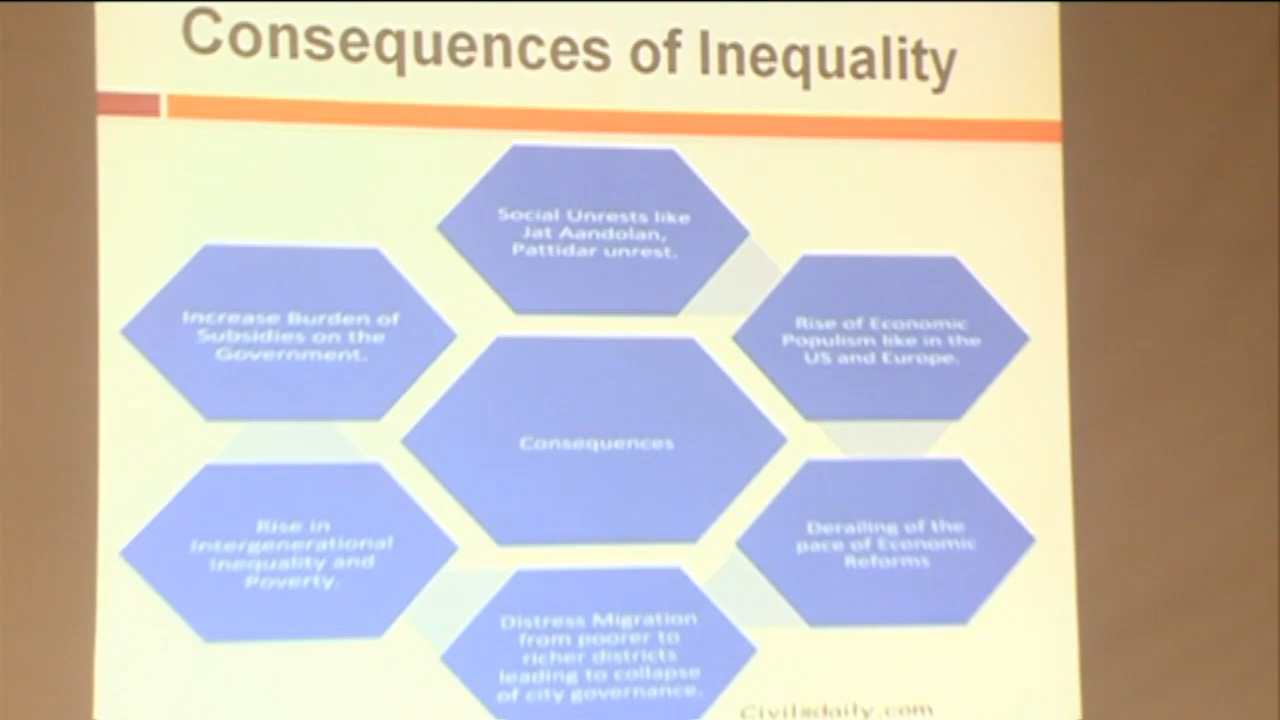 Consequences of Inequality
Social Unrests like
Jat Aandolan,
Pattidar unrest.
Rise of Economic
Populism like in the
US and Europe.
Derailing of the
pace of Economic
Reforms
Distress Migration
from poorer to
richer districts
leading to collapse
of city governance.
Rise in
Intergenerational
Inequality and
Poverty.
Increase Burden of
Subsidies on the
Government.
Consequences
Civilsdaily.com